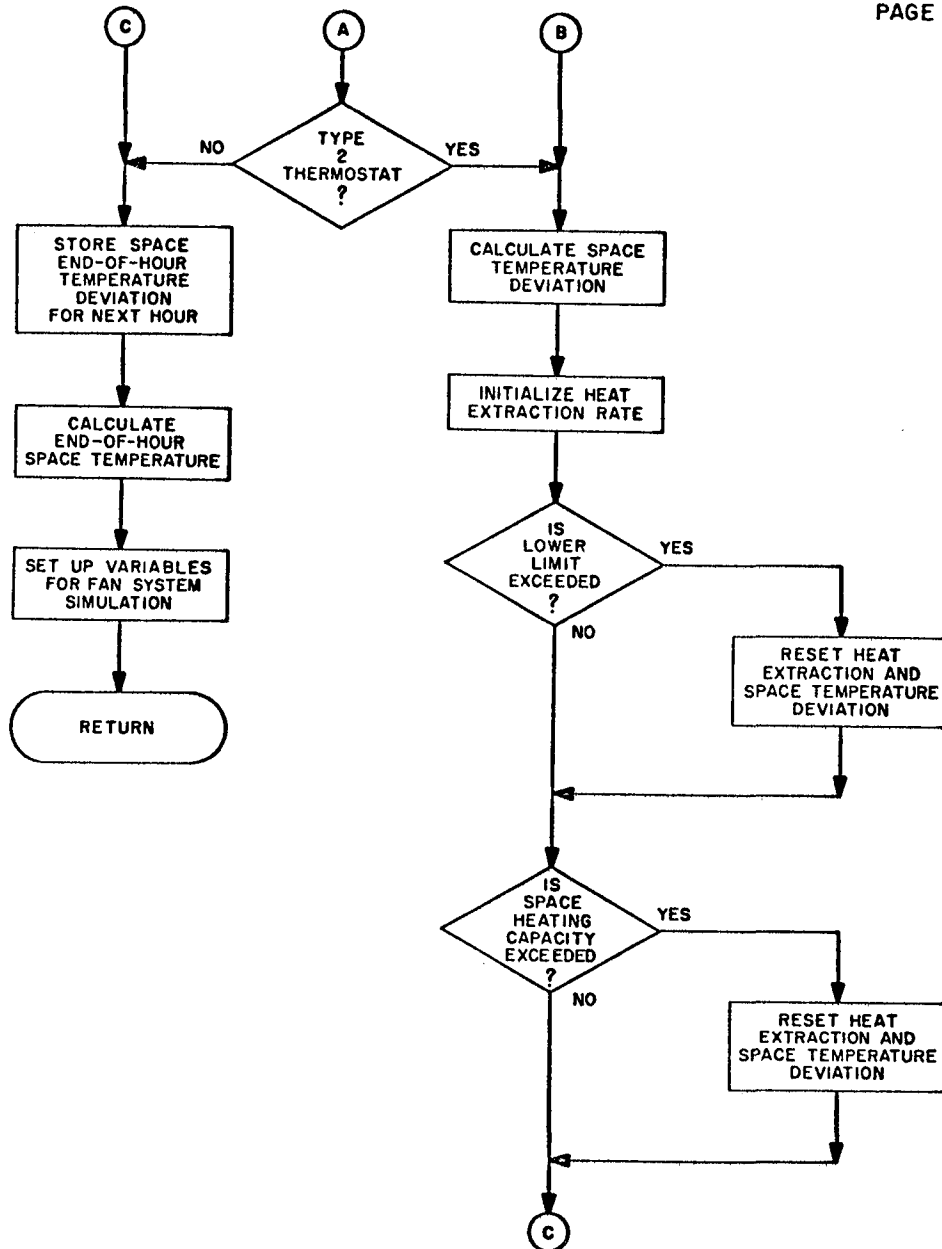 PAGE
C
A
B
NO
TYPE
2
THERMOSTAT
?
YES
STORE SPACE
END-OF-HOUR
TEMPERATURE
DEVIATION
FOR NEXT HOUR
CALCULATE
END-OF-HOUR
SPACE TEMPERATURE
SET UP VARIABLES
FOR FAN SYSTEM
SIMULATION
RETURN
CALCULATE SPACE
TEMPERATURE
DEVIATION
INITIALIZE HEAT
EXTRACTION RATE
IS
LOWER
LIMIT
EXCEEDED
?
YES
NO
RESET HEAT
EXTRACTION AND
SPACE TEMPERATURE
DEVIATION
IS
SPACE
HEATING
CAPACITY
EXCEEDED
?
YES
NO
RESET HEAT
EXTRACTION AND
SPACE TEMPERATURE
DEVIATION
C